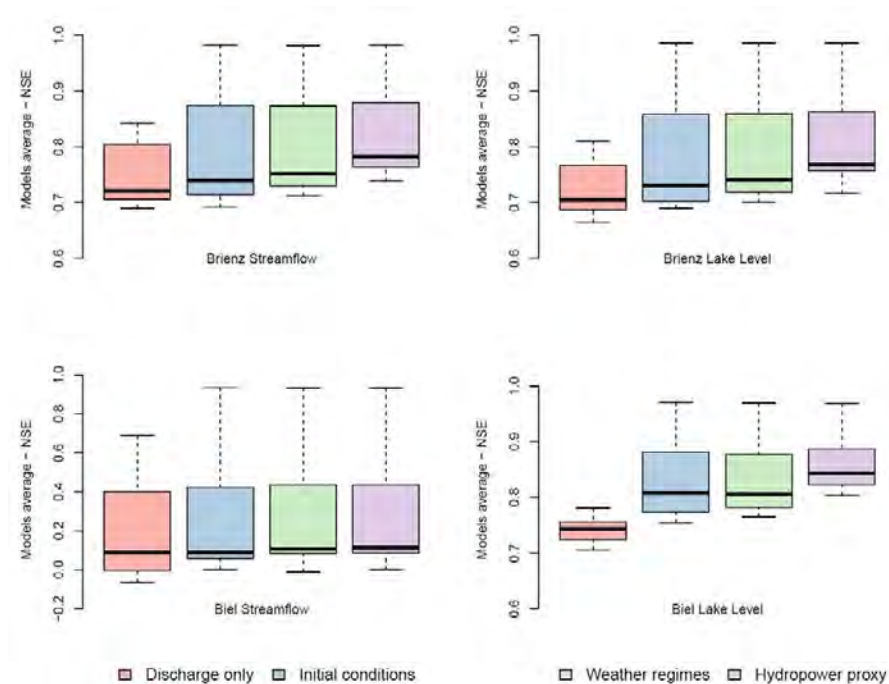 Models average – NSE
1.0
0.9
0.8
0.7
0.6
Brienz Streamflow
Models average – NSE
1.0
0.9
0.8
0.7
0.6
Brienz Lake Level
Models average – NSE
1.0
0.8
0.6
0.4
0.2
0.0
−0.2
Biel Streamflow
Models average – NSE
1.0
0.9
0.8
0.7
0.6
Biel Lake Level
Discharge only
Initial conditions
Weather regimes
Hydropower proxy